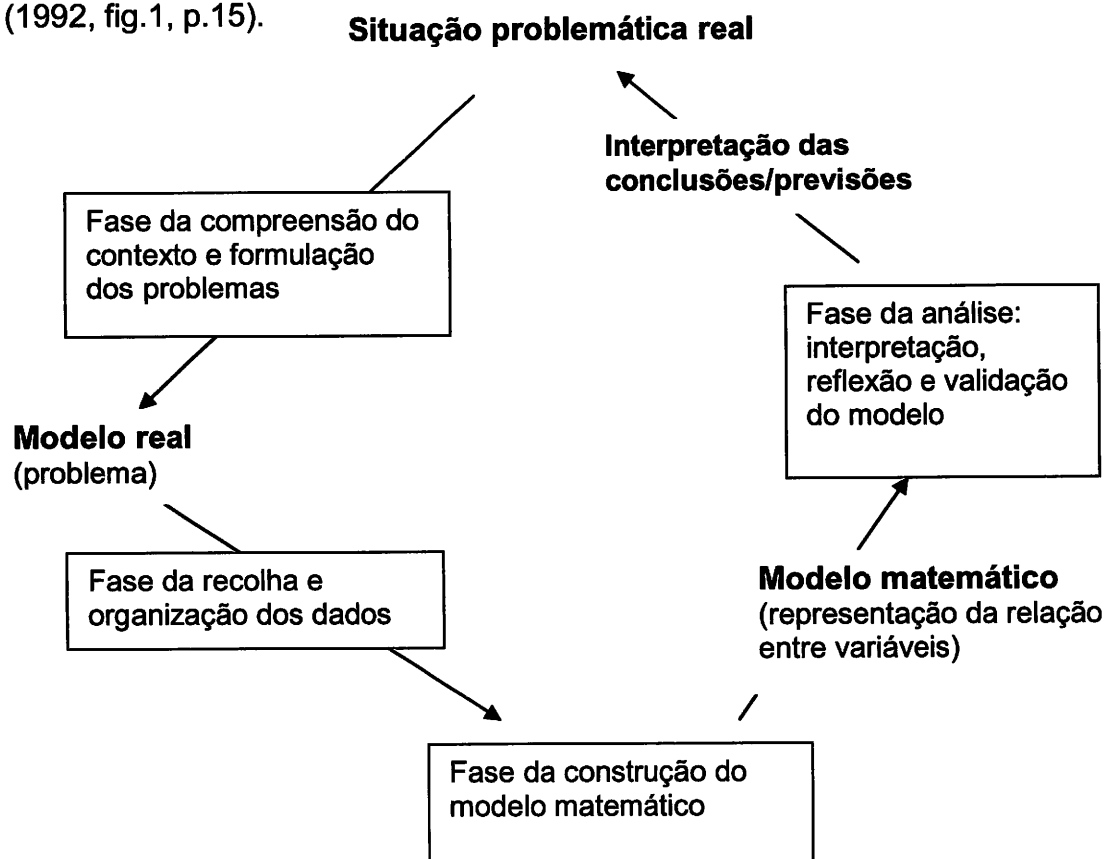 (1992, fig.1, p.15).
Situação problemática real
Interpretação das
conclusões/previsões
Fase da compreensão do
contexto e formulação
dos problemas
Fase da análise:
interpretação,
reflexão e validação
do modelo
Modelo real
(problema)
Fase da recolha e
organização dos dados
Modelo matemático
(representação da relação
entre variáveis)
Fase da construção do
modelo matemático